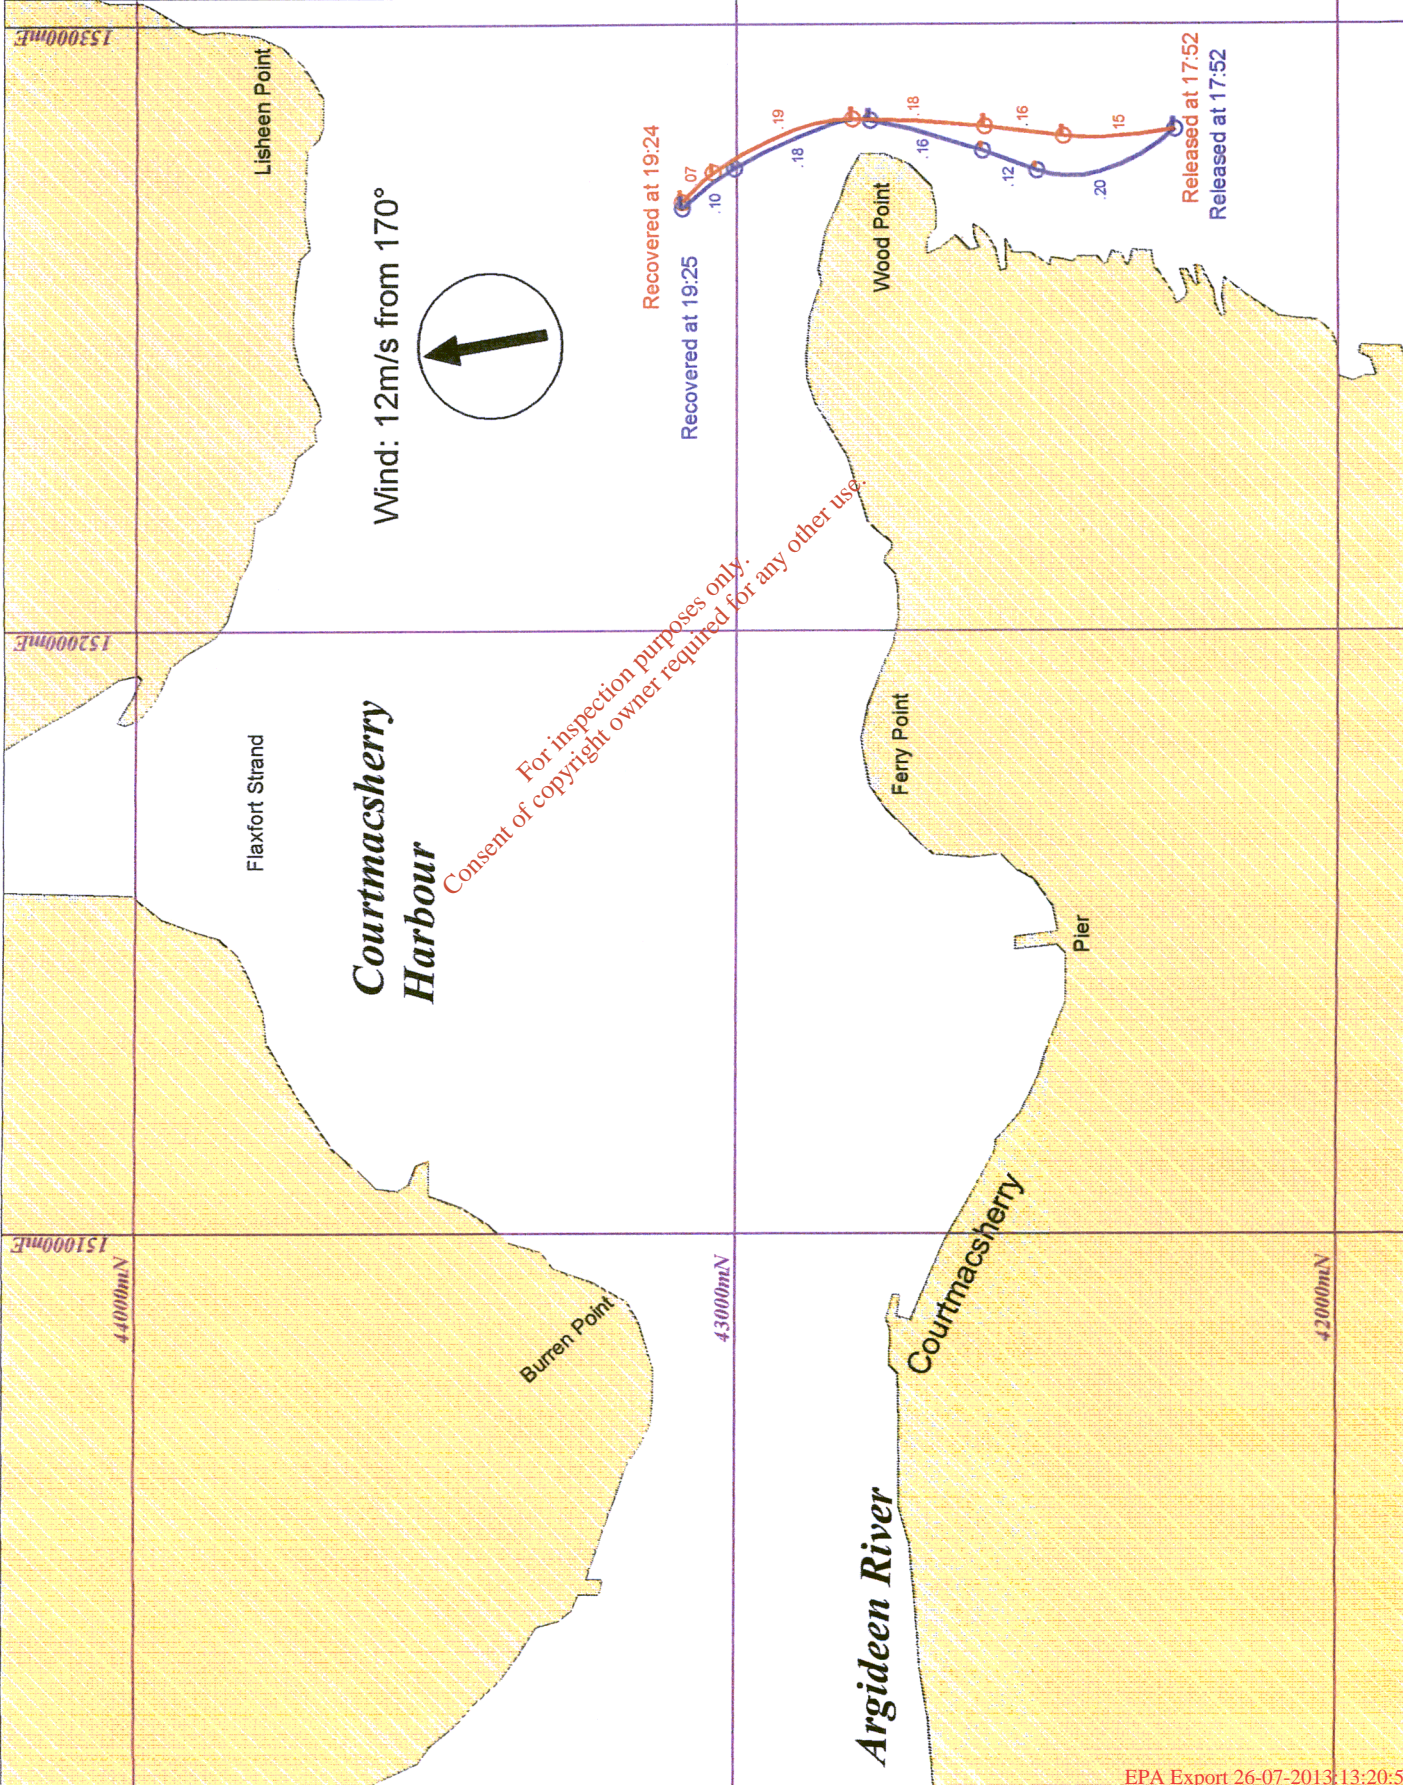 153000mE
Lisheen Point
Wind: 12m/s from 170°
Recovered at 19:24
Recovered at 19:25
07
.10
.19
.18
.18
.16
.16
.12
15
.20
Released at 17:52
Released at 17:52
Wood Point
152000mE
Flaxfort Strand
Courtmacsherry
Harbour
For inspection purposes only.
Consent of copyright owner required for any other use.
Ferry Point
Pier
151000mE
44000mN
43000mN
42000mN
Burren Point
Courtmacsherry
Argideen River
EPA Export 26-07-2013:13:20:5